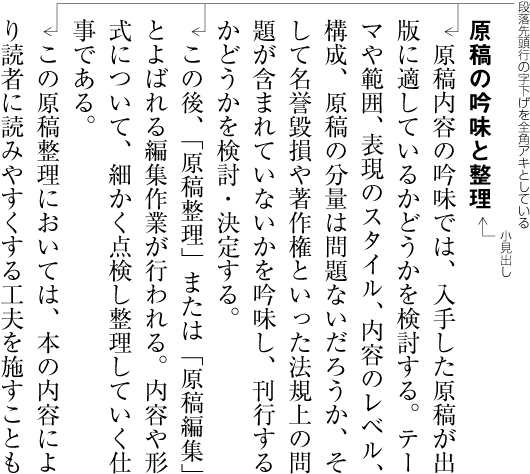 段落先頭行の字下げを全角アキとしている
原稿の吟味と整理
小見出し
　原稿内容の吟味では、入手した原稿が出
版に適しているかどうかを検討する。テー
マや範囲、表現のスタイル、内容のレベル、
構成、原稿の分量は問題ないだろうか、そ
して名誉毀損や著作権といった法規上の問
題が含まれていないかを吟味し、刊行する
かどうかを検討・決定する。
　この後、「原稿整理」または「原稿編集」
とよばれる編集作業が行われる。内容や形
式について、細かく点検し整理していく仕
事である。
　この原稿整理においては、本の内容によ
り読者に読みやすくする工夫を施すことも